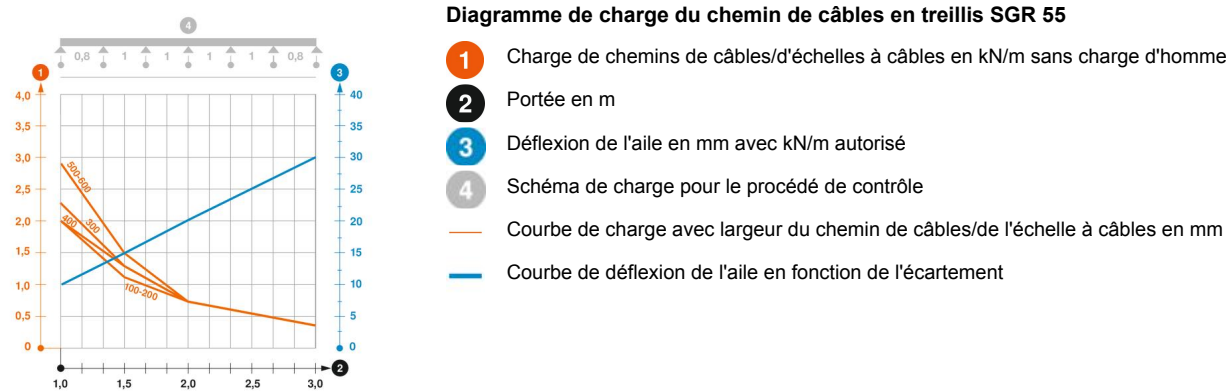 Diagramme de charge du chemin de câbles en treillis SGR 55
4
0,8 1 1 1 1 1 0,8
1 3
4,0 40
3,5 35
3,0 30
2,5 25
2,0 20
1,5 15
1,0 10
0,5 5
0 0
500-600
300
400
100-200
2
1,0 1,5 2,0 2,5 3,0
1 Charge de chemins de câbles/d'échelles à câbles en kN/m sans charge d'homme
2 Portée en m
3 Déflexion de l'aile en mm avec kN/m autorisé
4 Schéma de charge pour le procédé de contrôle
Courbe de charge avec largeur du chemin de câbles/de l'échelle à câbles en mm
Courbe de déflexion de l'aile en fonction de l'écartement